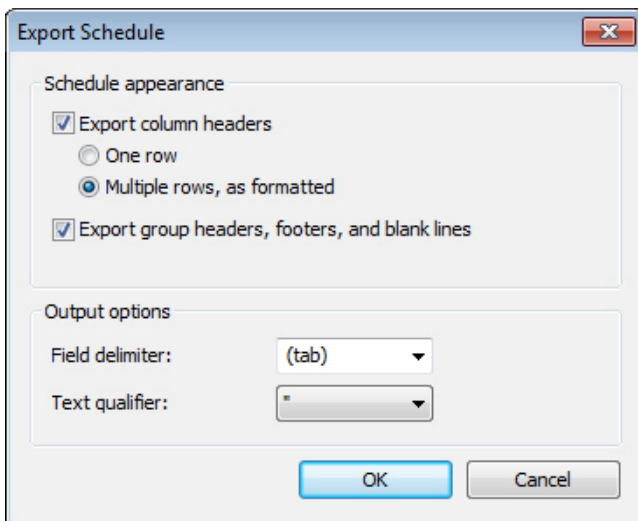 Export Schedule
Schedule appearance
Export column headers
One row
Multiple rows, as formatted
Export group headers, footers, and blank lines
Output options
Field delimiter: (tab)
Text qualifier: "
OK Cancel